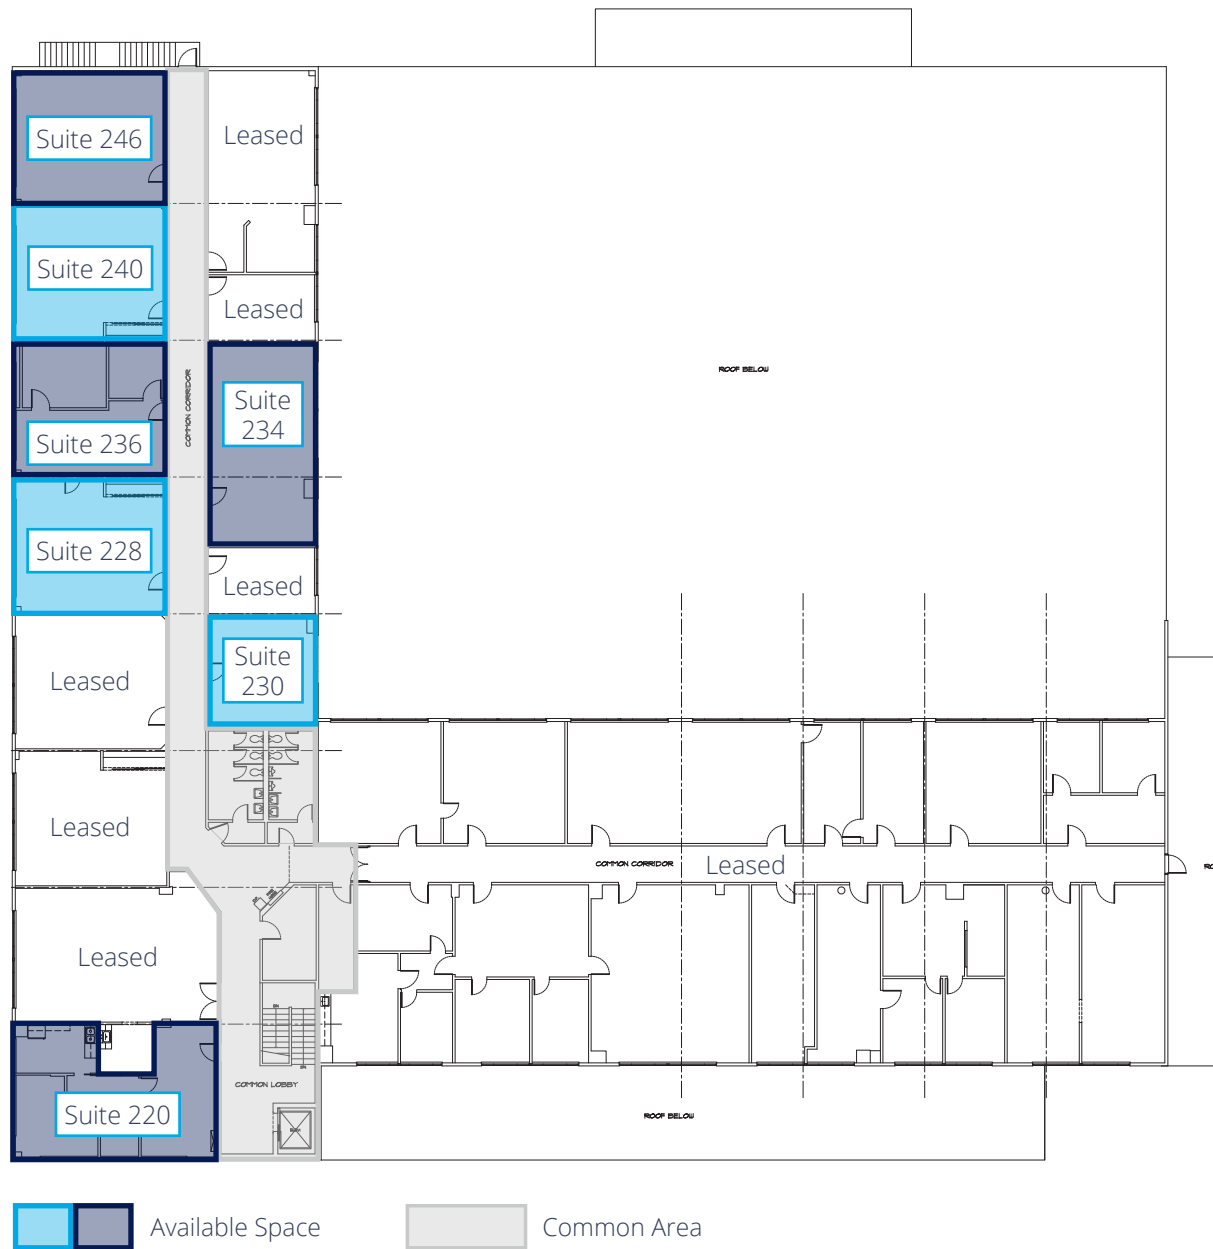 Suite 246
Leased
Suite 240
Leased
COMMON CORRIDOR
Suite
234
Suite 236
ROOF BELOW
Suite 228
Leased
Suite
230
Leased
Leased
COMMON CORRIDOR
Leased
Leased
Suite 220
COMMON LOBBY
ROOF BELOW
Available Space
Common Area